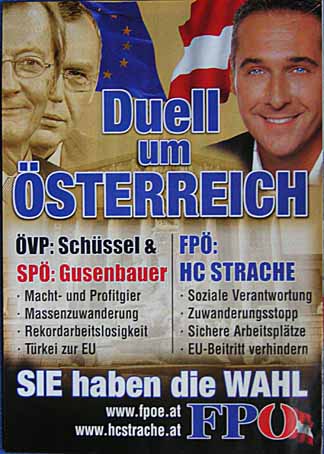 Duell
um
ÖSTERREICH
ÖVP: Schüssel &
SPÖ: Gusenbauer
· Macht- und Profitgier
· Massenzuwanderung
· Rekordarbeitslosigkeit
· Türkei zur EU
FPÖ:
HC STRACHE
· Soziale Verantwortung
· Zuwanderungsstopp
· Sichere Arbeitsplätze
· EU-Beitritt verhindern
SIE haben die WAHL
www.fpoe.at
www.hcstrache.at
FPÖ